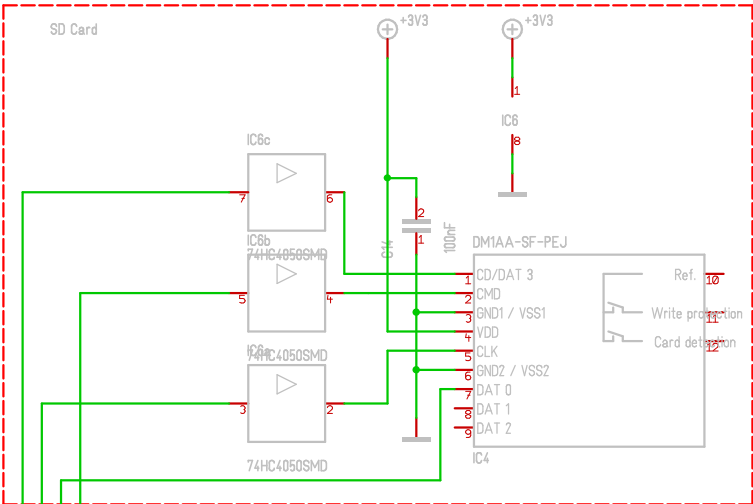 +3V3
+3V3
SD Card
1
IC6
8
IC6c
7
6
2
C14
100nF
1
IC6b
74HC4050SMD
DM1AA-SF-PEJ
5
4
CD/DAT 3
1
CMD
2
GND1 / VSS1
3
VDD
4
CLK
5
GND2 / VSS2
6
DAT 0
7
DAT 1
8
DAT 2
9
Ref.
10
Write protection
11
Card detection
12
IC6a
74HC4050SMD
3
2
74HC4050SMD
IC4